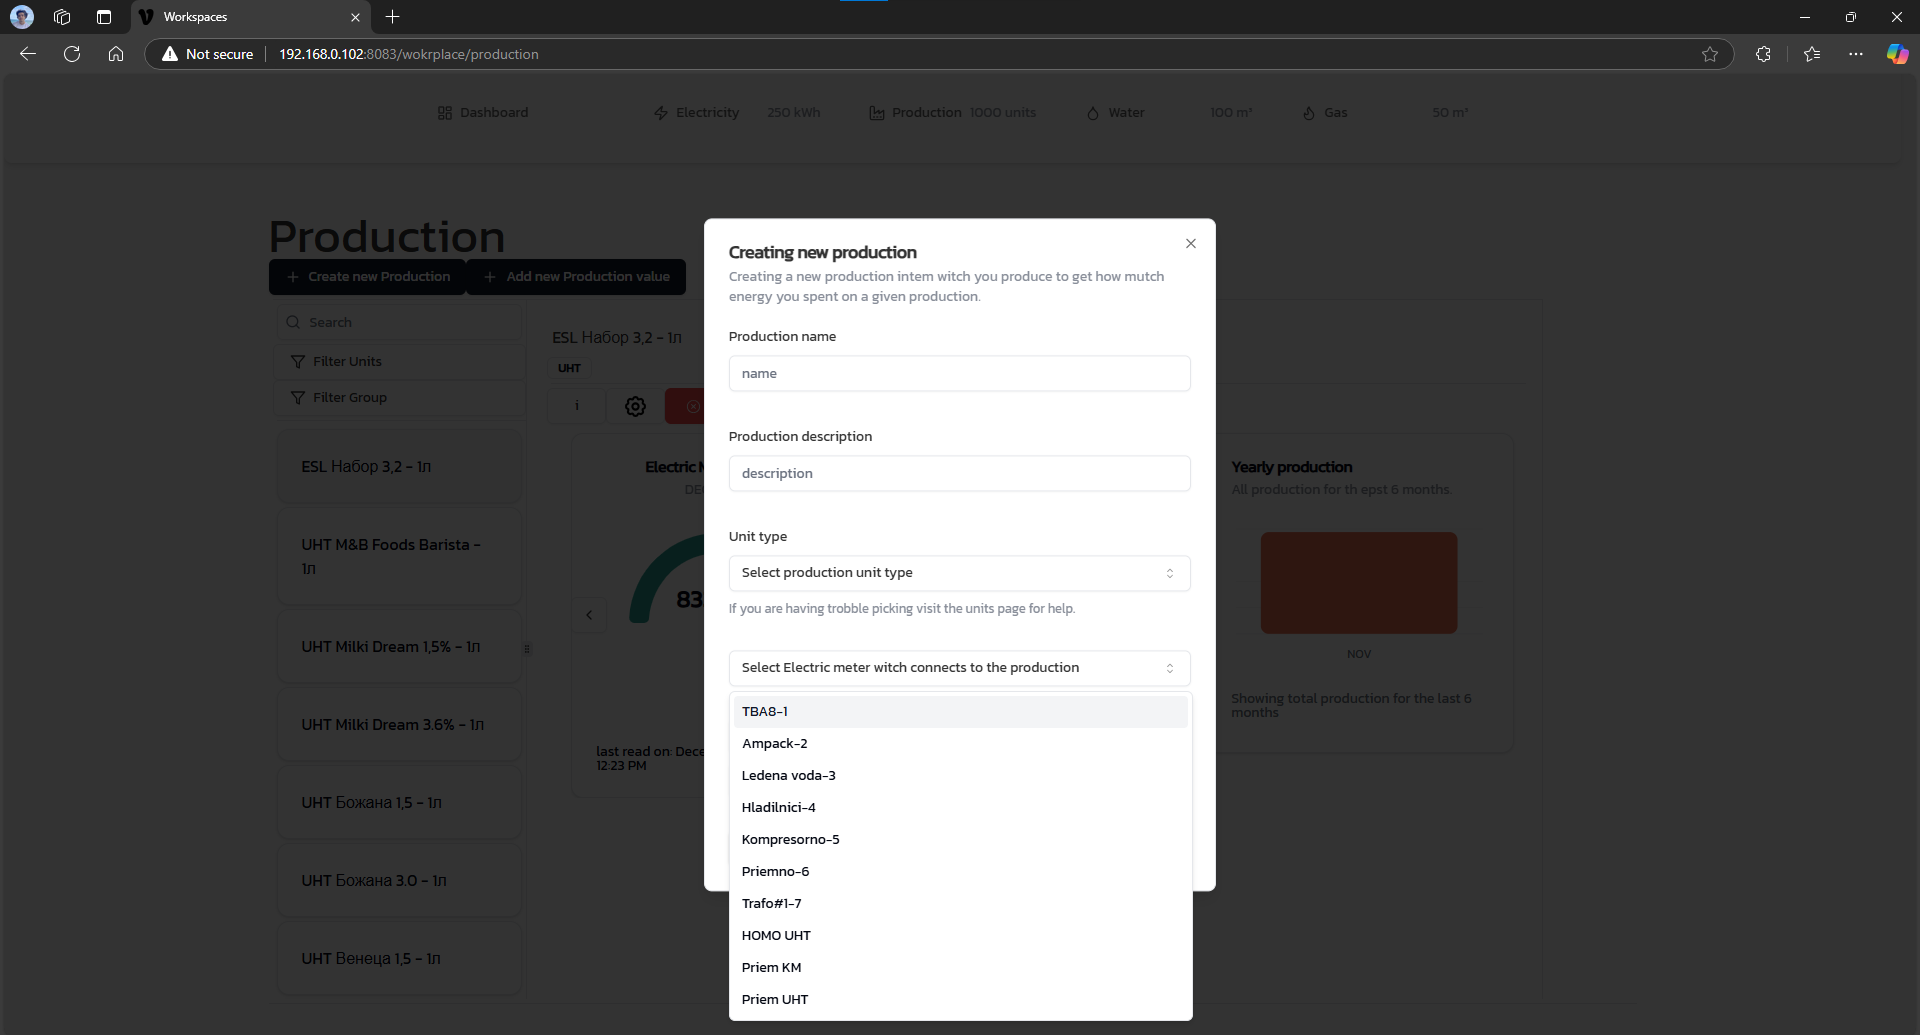 Workspaces
Not secure
192.168.0.102:8083/wokrplace/production
Dashboard
Electricity 250 kWh
Production 1000 units
Water 100 m³
Gas 50 m³
Production
Create new Production
Add new Production value
Search
Filter Units
Filter Group
ESL Набор 3,2 - 1л
UHT M&B Foods Barista -
1л
UHT Milki Dream 1,5% - 1л
UHT Milki Dream 3.6% - 1л
UHT Божана 1,5 - 1л
UHT Божана 3.0 - 1л
UHT Венеца 1,5 - 1л
ESL Набор 3,2 - 1л
UHT
i
Electric
DE
83
last read on: Dece
12:23 PM
Creating new production
Creating a new production intem witch you produce to get how mutch
energy you spent on a given production.
Production name
name
Production description
description
Unit type
Select production unit type
If you are having trobble picking visit the units page for help.
Select Electric meter witch connects to the production
TBA8-1
Ampack-2
Ledena voda-3
Hladilnici-4
Kompresorno-5
Priemno-6
Trafo#1-7
HOMO UHT
Priem KM
Priem UHT
Yearly production
All production for th epst 6 months.
NOV
Showing total production for the last 6
months